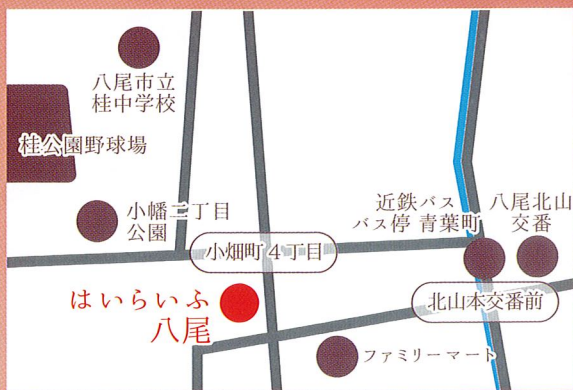 八尾市立
桂中学校
桂公園野球場
小幡三丁目
公園
近鉄バス
バス停 青葉町
八尾北山
交番
小畑町4丁目
はいらいふ
八尾
北山本交番前
ファミリーマート